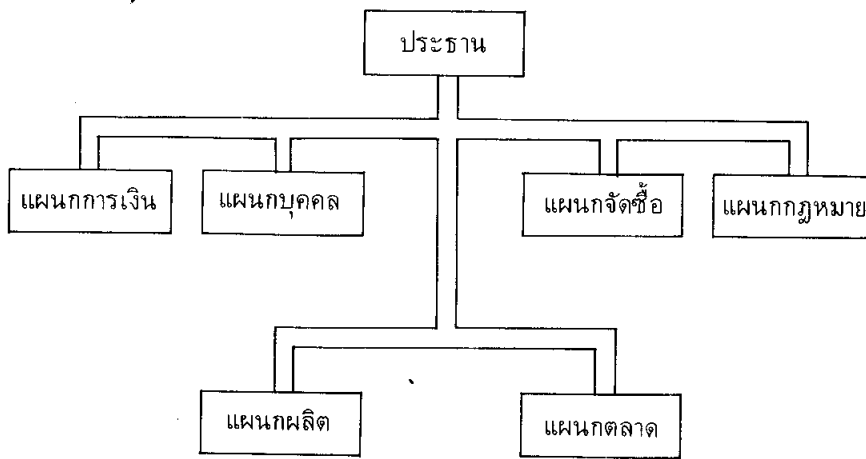 ประธาน
แผนกการเงิน
แผนกบุคคล
แผนกจัดซื้อ
แผนกกฎหมาย
แผนกผลิต
แผนกตลาด